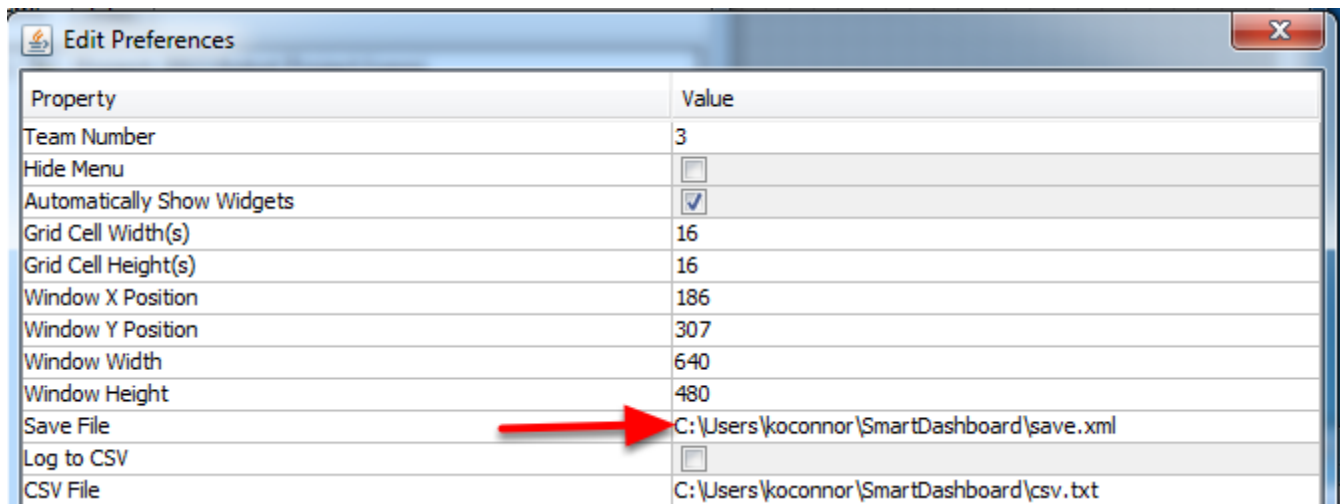 Edit Preferences
Property Value
Team Number 3
Hide Menu
Automatically Show Widgets
Grid Cell Width(s) 16
Grid Cell Height(s) 16
Window X Position 186
Window Y Position 307
Window Width 640
Window Height 480
Save File C:\Users\koconnor\SmartDashboard\save.xml
Log to CSV
CSV File C:\Users\koconnor\SmartDashboard\csv.txt